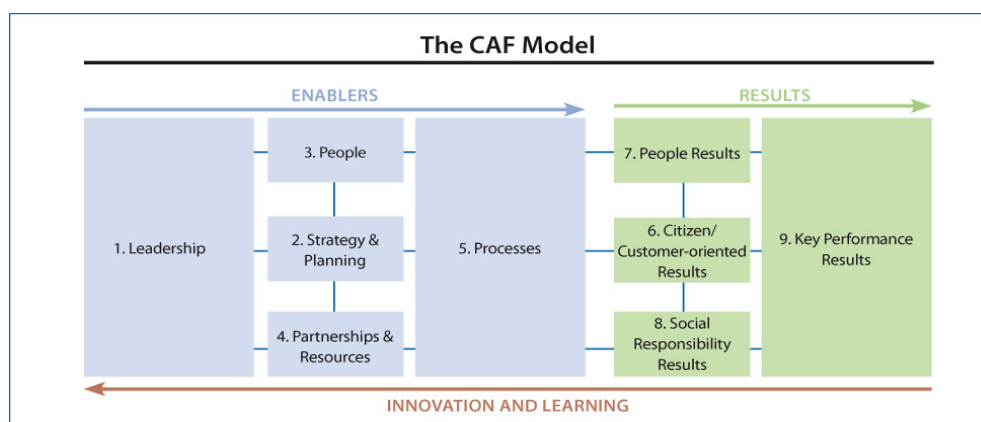 The CAF Model
ENABLERS
RESULTS
1. Leadership
3. People
2. Strategy &
Planning
4. Partnerships &
Resources
5. Processes
7. People Results
6. Citizen/
Customer-oriented
Results
8. Social
Responsibility
Results
9. Key Performance
Results
INNOVATION AND LEARNING